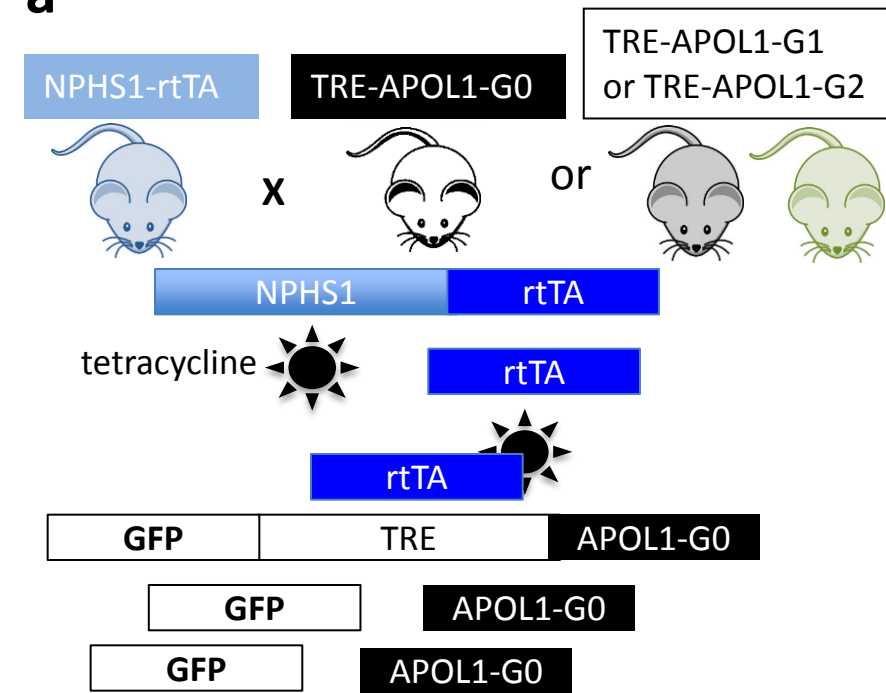 a
NPHS1-rtTA
TRE-APOL1-G0
TRE-APOL1-G1
or TRE-APOL1-G2
x
or
NPHS1
rtTA
tetracycline
rtTA
rtTA
GFP
TRE
APOL1-G0
GFP
APOL1-G0
GFP
APOL1-G0